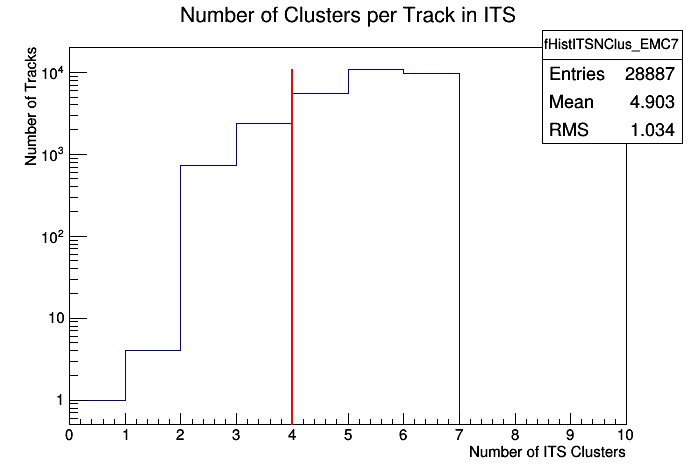 Number of Clusters per Track in ITS
fHistITSNClus_EMC7
Entries 28887
Mean 4.903
RMS 1.034
Number of Tracks
10⁴
10³
10²
10
1
0 1 2 3 4 5 6 7 8 9 10
Number of ITS Clusters